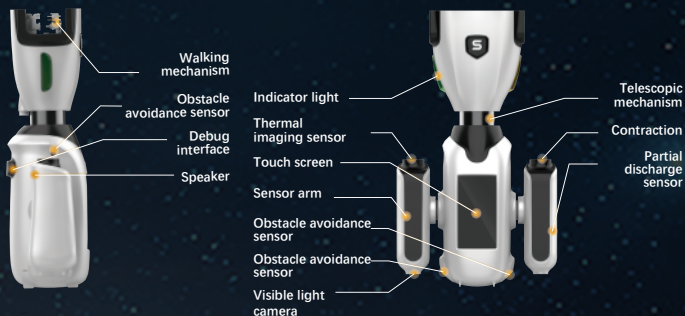 Walking
mechanism
Obstacle
avoidance sensor
Debug
interface
Speaker
S
Indicator light
Thermal
imaging sensor
Touch screen
Sensor arm
Obstacle avoidance
sensor
Obstacle avoidance
sensor
Visible light
camera
Telescopic
mechanism
Contraction
Partial
discharge
sensor